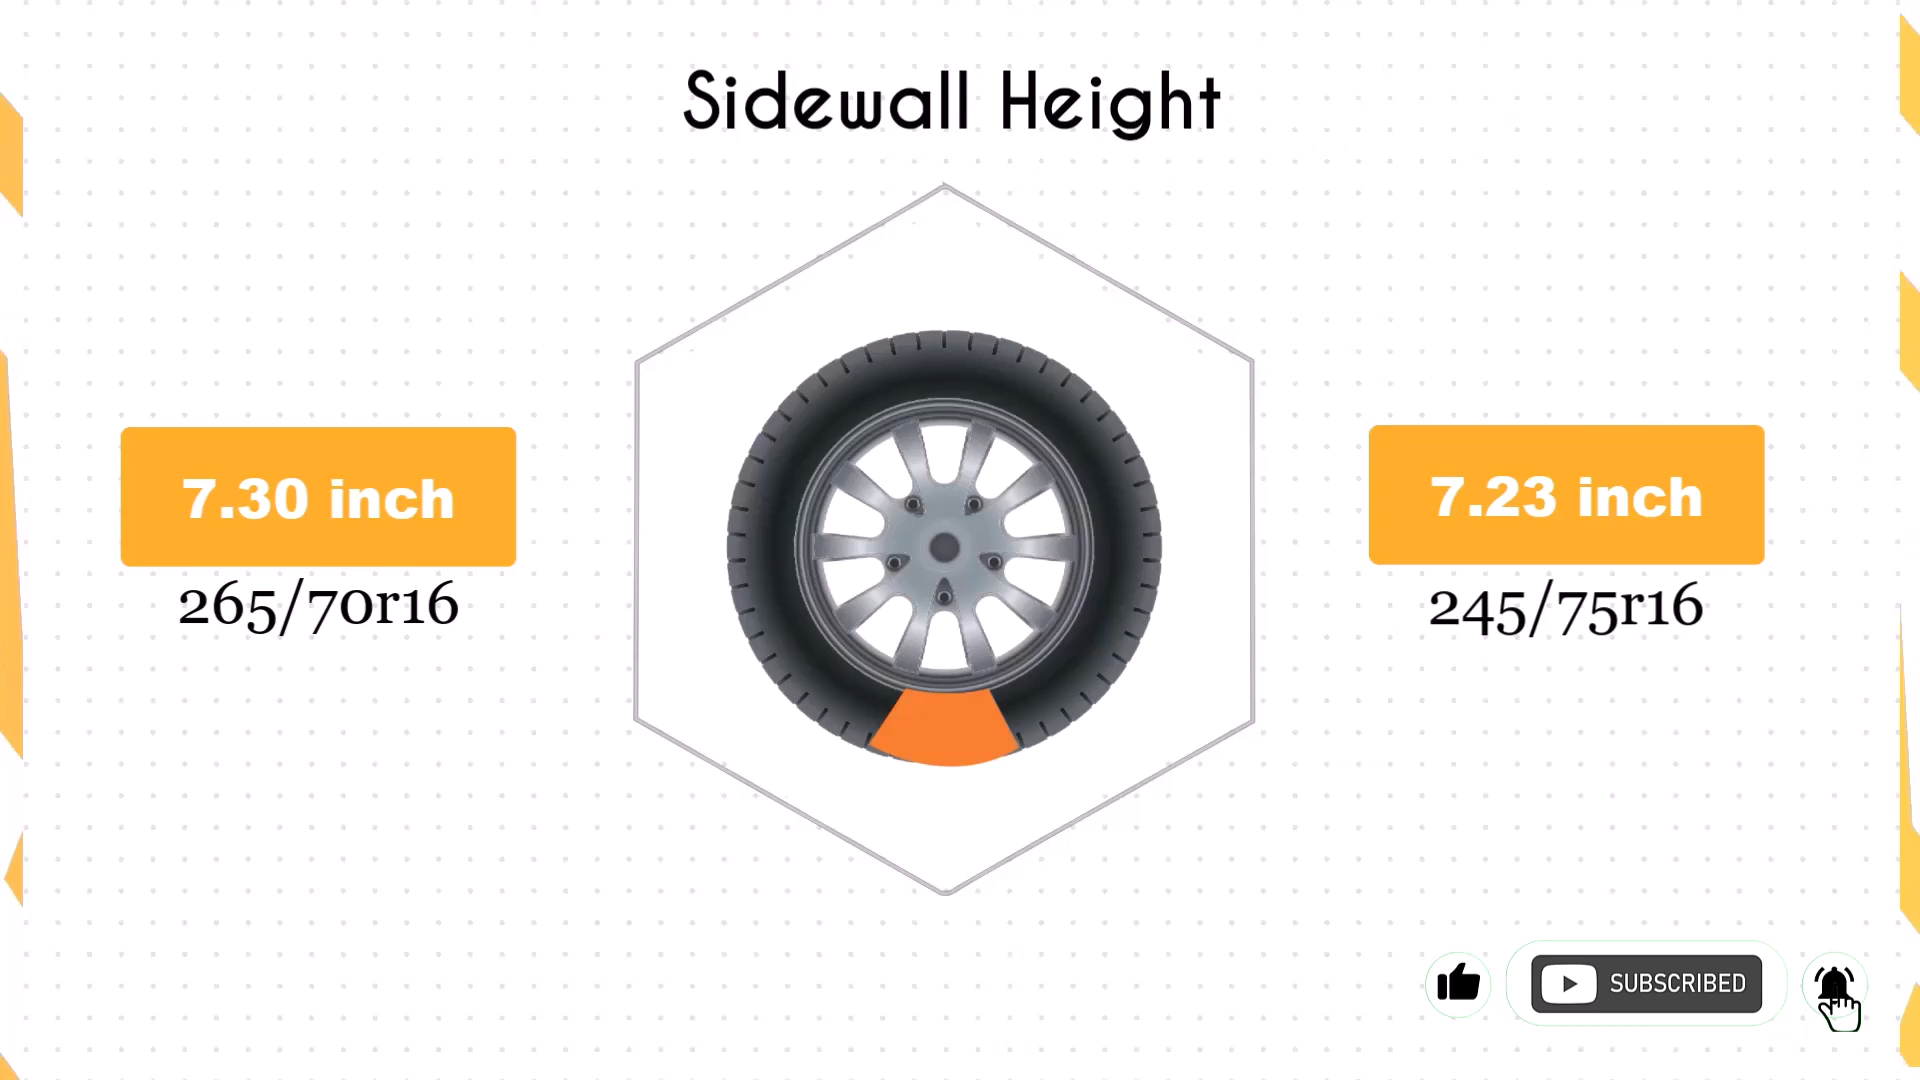 Sidewall Height
7.30 inch
265/70r16
7.23 inch
245/75r16
SUBSCRIBED